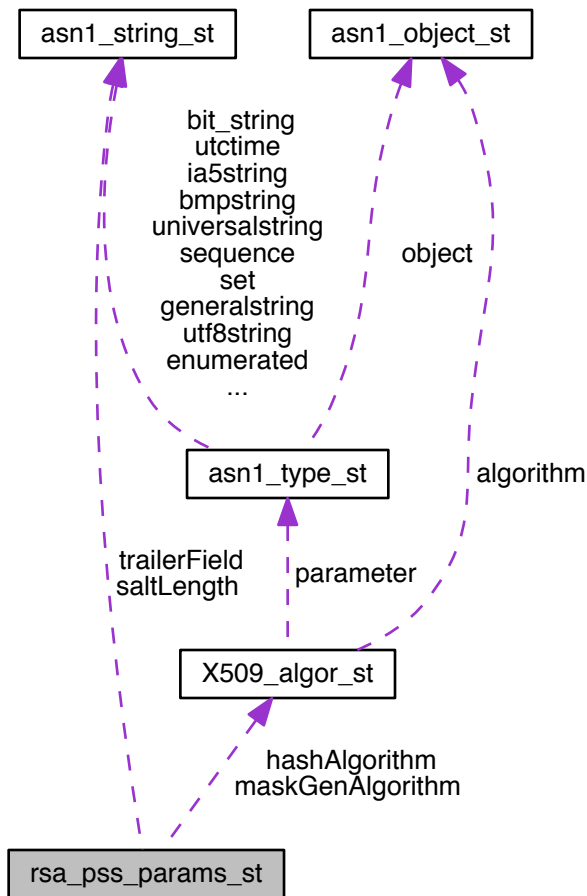 asn1_string_st
asn1_object_st
bit_string
utctime
ia5string
bmpstring
universalstring
sequence
set
generalstring
utf8string
enumerated
...
object
asn1_type_st
algorithm
trailerField
saltLength
parameter
X509_algor_st
hashAlgorithm
maskGenAlgorithm
rsa_pss_params_st